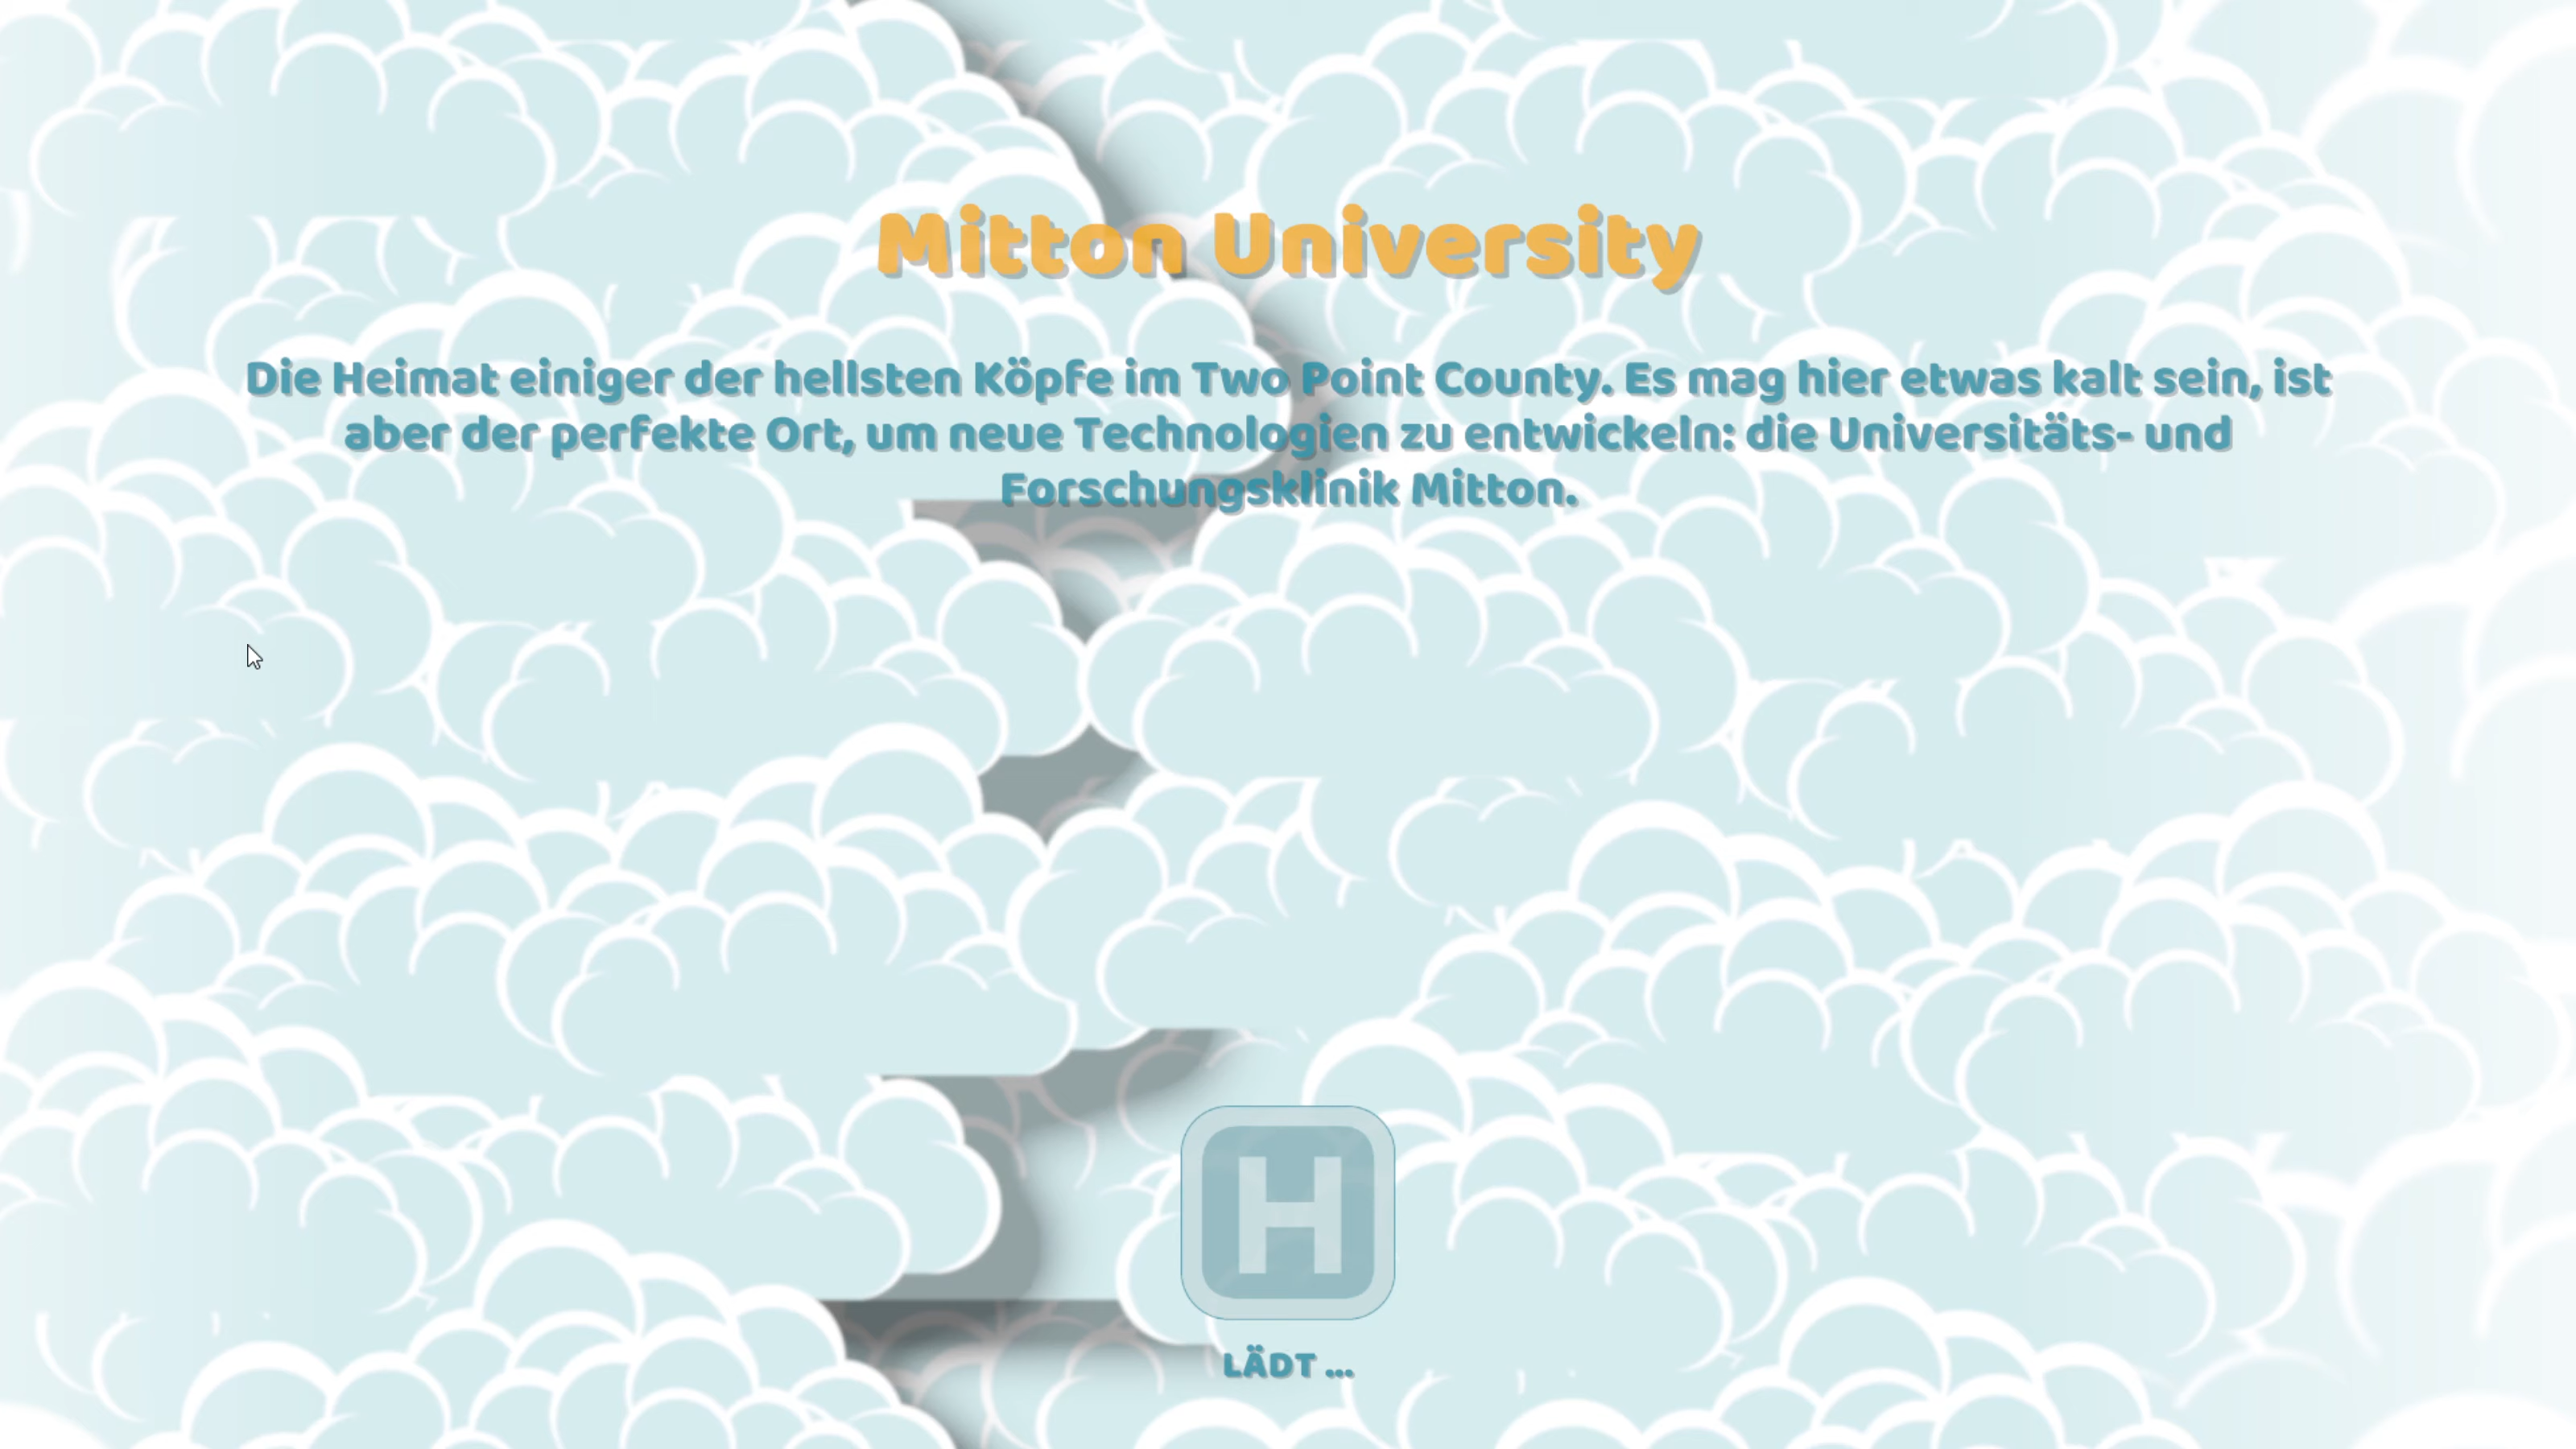 Mitton University
Die Heimat einiger der hellsten Köpfe im Two Point County. Es mag hier etwas kalt sein, ist
aber der perfekte Ort, um neue Technologien zu entwickeln: die Universitäts- und
Forschungsklinik Mitton.
H
LÄDT ...